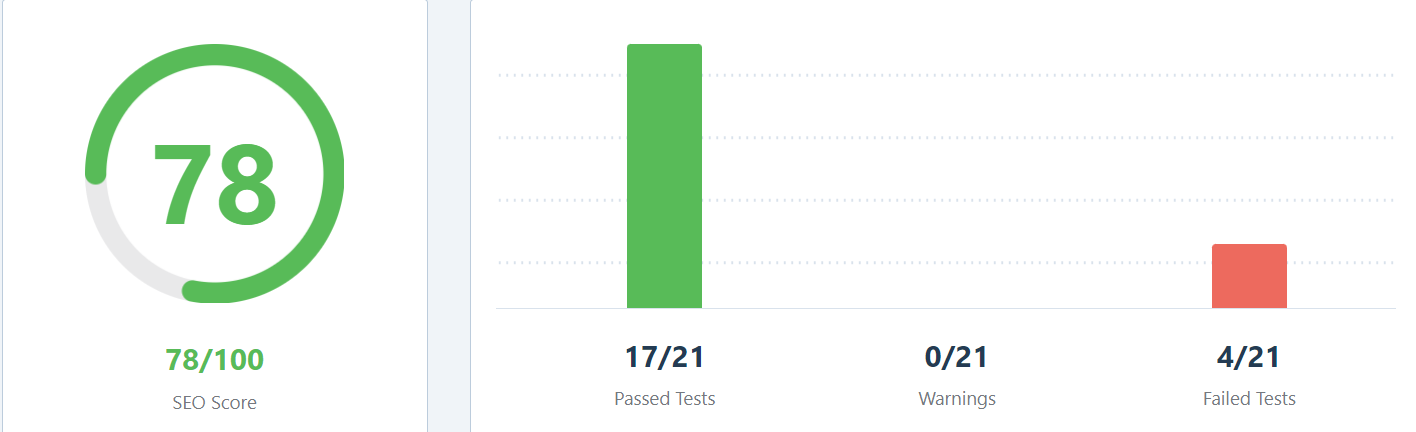 78
78/100
SEO Score
17/21
Passed Tests
0/21
Warnings
4/21
Failed Tests